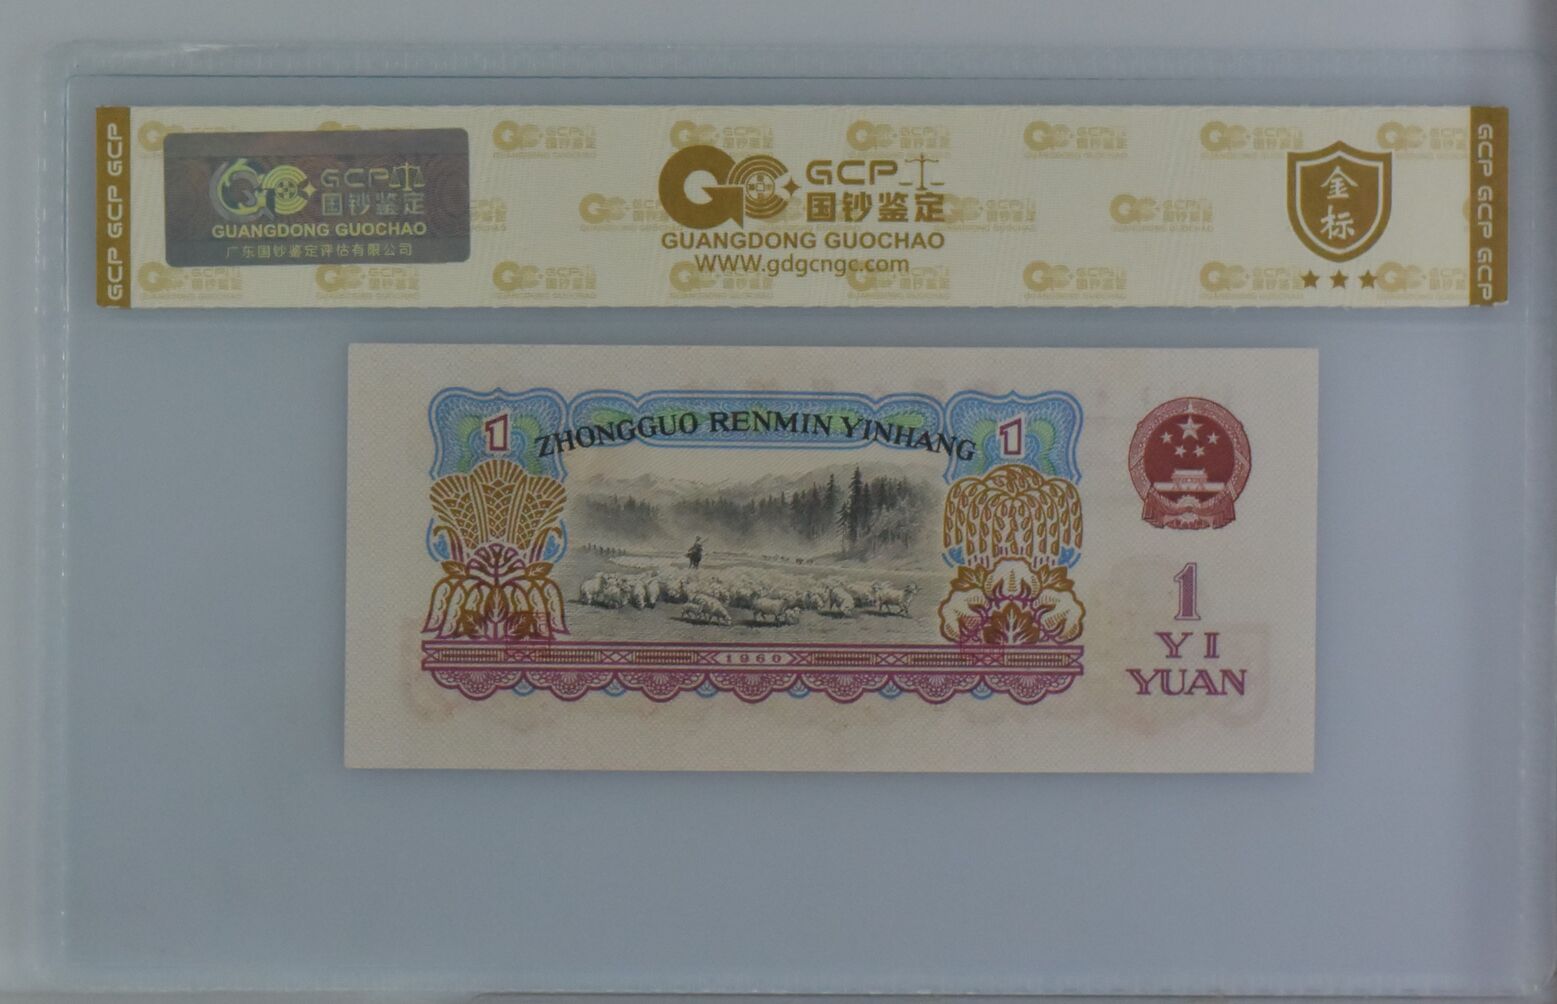 GCP GCP GCP
GCP
国钞鉴定
GUANGDONG GUOCHAO
广东国钞鉴定评估有限公司
GCP
国钞鉴定
GUANGDONG GUOCHAO
WWW.gdgcngc.com
金标
GCP GCP GCP
1
ZHONGGUO RENMIN YINHANG
1
1960
1
YI
YUAN